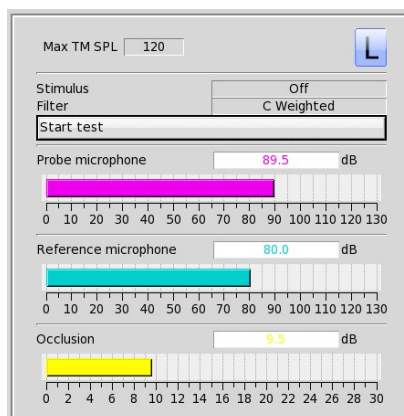 Max TM SPL 120 L
Stimulus Off
Filter C Weighted
Start test
Probe microphone 89.5 dB
0 10 20 30 40 50 60 70 80 90 100 110 120 130
Reference microphone 80.0 dB
0 10 20 30 40 50 60 70 80 90 100 110 120 130
Occlusion 9.5 dB
0 2 4 6 8 10 12 14 16 18 20 22 24 26 28 30